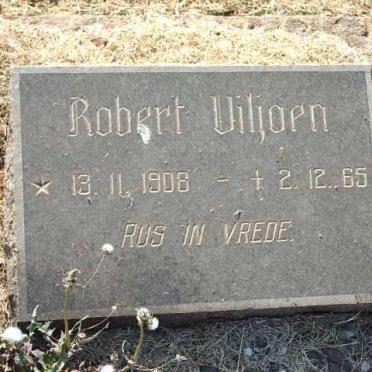 Robert Viljoen
* 13.11.1908 - † 2.12.65
RUS IN VREDE.